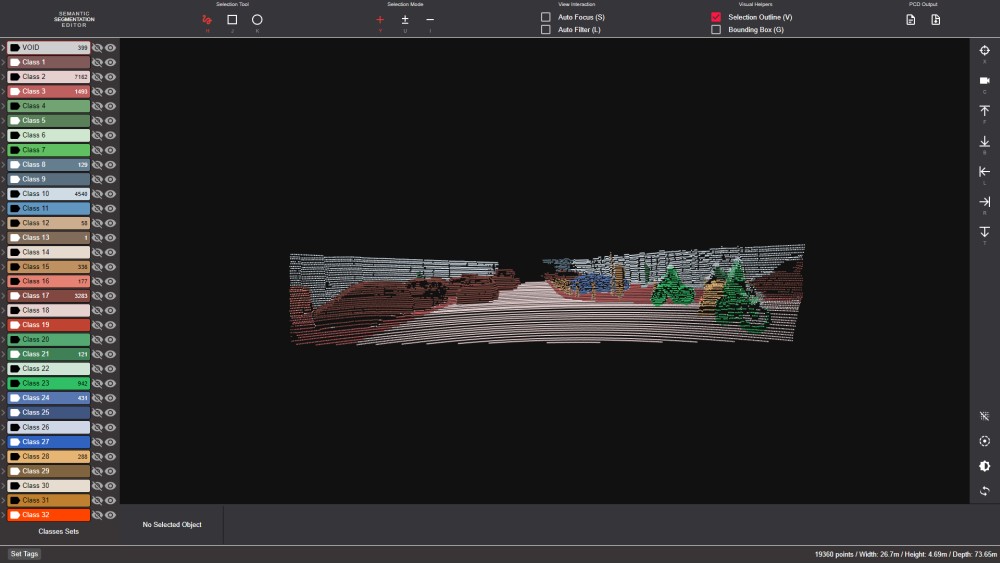 SEMANTIC
SEGMENTATION
EDITOR
Selection Tool
H
J
K
Selection Mode
Y
U
I
View Interaction
Auto Focus (S)
Auto Filter (L)
Visual Helpers
Selection Outline (V)
Bounding Box (G)
PCD Output
VOID 399
Class 1
Class 2 7182
Class 3 1493
Class 4
Class 5
Class 6
Class 7
Class 8 129
Class 9
Class 10 4540
Class 11
Class 12 58
Class 13 1
Class 14
Class 15 336
Class 16 177
Class 17 3283
Class 18
Class 19
Class 20
Class 21 121
Class 22
Class 23 942
Class 24 431
Class 25
Class 26
Class 27
Class 28 288
Class 29
Class 30
Class 31
Class 32
Classes Sets
No Selected Object
Set Tags
19360 points / Width: 26.7m / Height: 4.69m / Depth: 73.65m